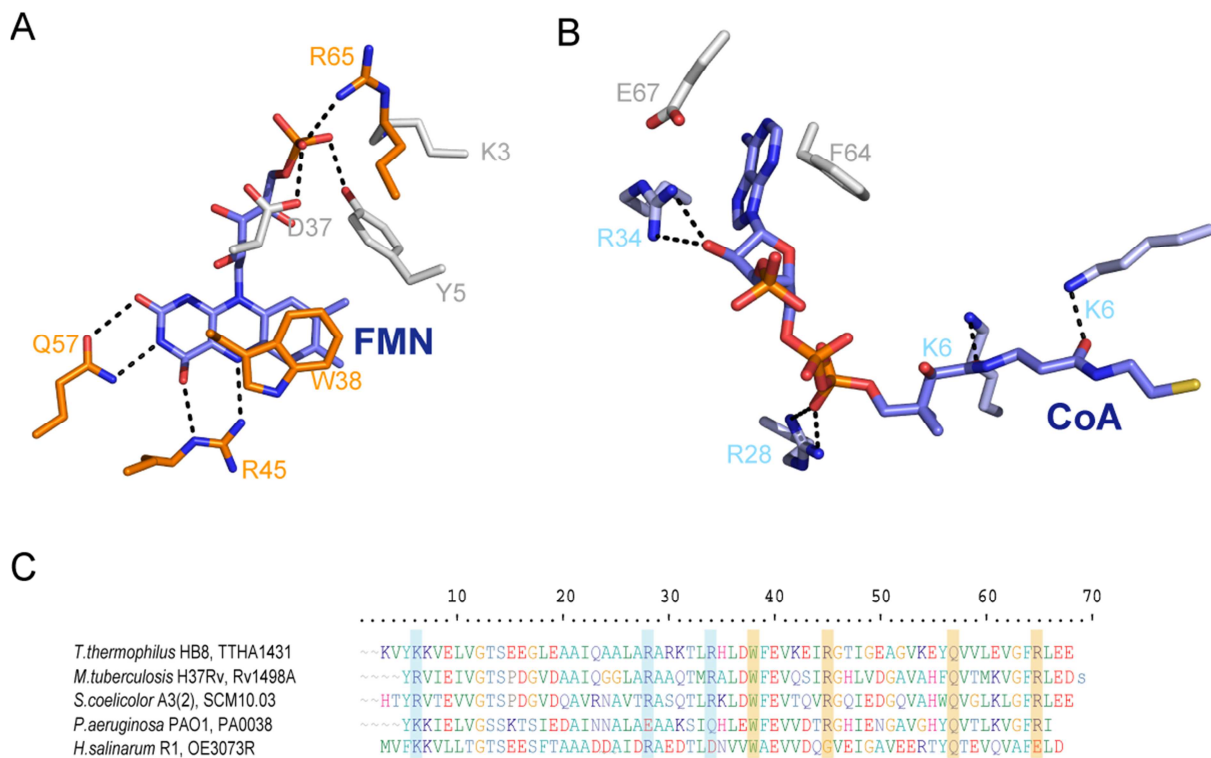 A
B
R65
K3
D37
Y5
Q57
FMN
W38
R45
E67
F64
R34
K6
K6
R28
CoA
C
10 20 30 40 50 60 70
T.thermophilus HB8, TTHA1431 ~~KVYKKVELVGTSEEGLEAAIQAALARARKTLRHLDWFEVKEIRGTIGEAGVKEYQVVLEVGFRLEE
M.tuberculosis H37Rv, Rv1498A ~~~~YRVIEIVGTSPDGVDAAIQGGLARAAQTMRALDWFEVQSIRGHLVDGAVAHFQVTMKVGFRLEDs
S.coelicolor A3(2), SCM10.03 ~~HTYRVTEIVGTSPDGVDQAVRNAVTRASQTLRKLDWFEVTEIRGDIEDGQVAHWQVGLKLGFRLED
P.aeruginosa PAO1, PA0038 ~~~~YKKIELVGSSKTSIEDAINNALAEAAKSIQHLEWFEVVDTRGHIENGAVGHYQVTLKVGFRI
H.salinarum R1, OE3073R MVFKKVLLTGTSEESFTAAADDAIDRAEDTLDNVVWAEVVDQGVEIGAVEERTYQTEVQVAFELD